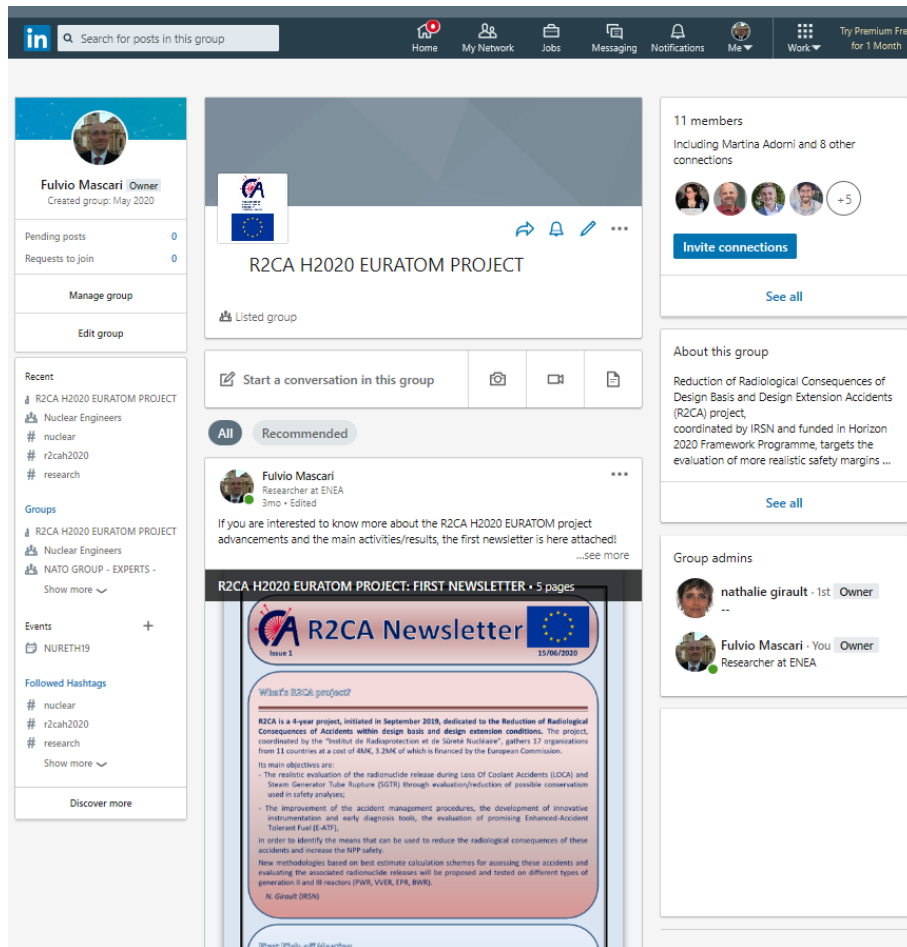 in
Search for posts in this group
Home
My Network
Jobs
Messaging
Notifications
Me
Work
Try Premium Fre
for 1 Month
Fulvio Mascari Owner
Created group: May 2020
Pending posts 0
Requests to join 0
Manage group
Edit group
Recent
R2CA H2020 EURATOM PROJECT
Nuclear Engineers
# nuclear
# r2cah2020
# research
Groups
R2CA H2020 EURATOM PROJECT
Nuclear Engineers
NATO GROUP - EXPERTS -
Show more
Events +
NURETH19
Followed Hashtags
# nuclear
# r2cah2020
# research
Show more
Discover more
R2CA H2020 EURATOM PROJECT
Listed group
Start a conversation in this group
All Recommended
Fulvio Mascari
Researcher at ENEA
3mo • Edited
If you are interested to know more about the R2CA H2020 EURATOM project
advancements and the main activities/results, the first newsletter is here attached!
...see more
R2CA H2020 EURATOM PROJECT: FIRST NEWSLETTER • 5 pages
R2CA Newsletter
Issue 1
15/06/2020
What's R2CA project?
R2CA is a 4-year project, initiated in September 2019, dedicated to the Reduction of Radiological
Consequences of Accidents within design basis and design extension conditions. The project,
coordinated by the "Institut de Radioprotection et de Sûreté Nucléaire", gathers 17 organizations
from 11 countries at a cost of 4M€, 3.2M€ of which is financed by the European Commission.
Its main objectives are:
- The realistic evaluation of the radionuclide release during Loss Of Coolant Accidents (LOCA) and
Steam Generator Tube Rupture (SGTR) through evaluation/reduction of possible conservatism
used in safety analyses;
- The improvement of the accident management procedures, the development of innovative
instrumentation and early diagnosis tools, the evaluation of promising Enhanced-Accident
Tolerant Fuel (E-ATF),
in order to identify the means that can be used to reduce the radiological consequences of these
accidents and increase the NPP safety.
New methodologies based on best estimate calculation schemes for assessing these accidents and
evaluating the associated radionuclide releases will be proposed and tested on different types of
generation II and III reactors (PWR, VVER, EPR, BWR).
N. Girault (IRSN)
First Kick-off Meeting
11 members
Including Martina Adorni and 8 other
connections
+5
Invite connections
See all
About this group
Reduction of Radiological Consequences of
Design Basis and Design Extension Accidents
(R2CA) project,
coordinated by IRSN and funded in Horizon
2020 Framework Programme, targets the
evaluation of more realistic safety margins ...
See all
Group admins
nathalie girault · 1st Owner
--
Fulvio Mascari · You Owner
Researcher at ENEA